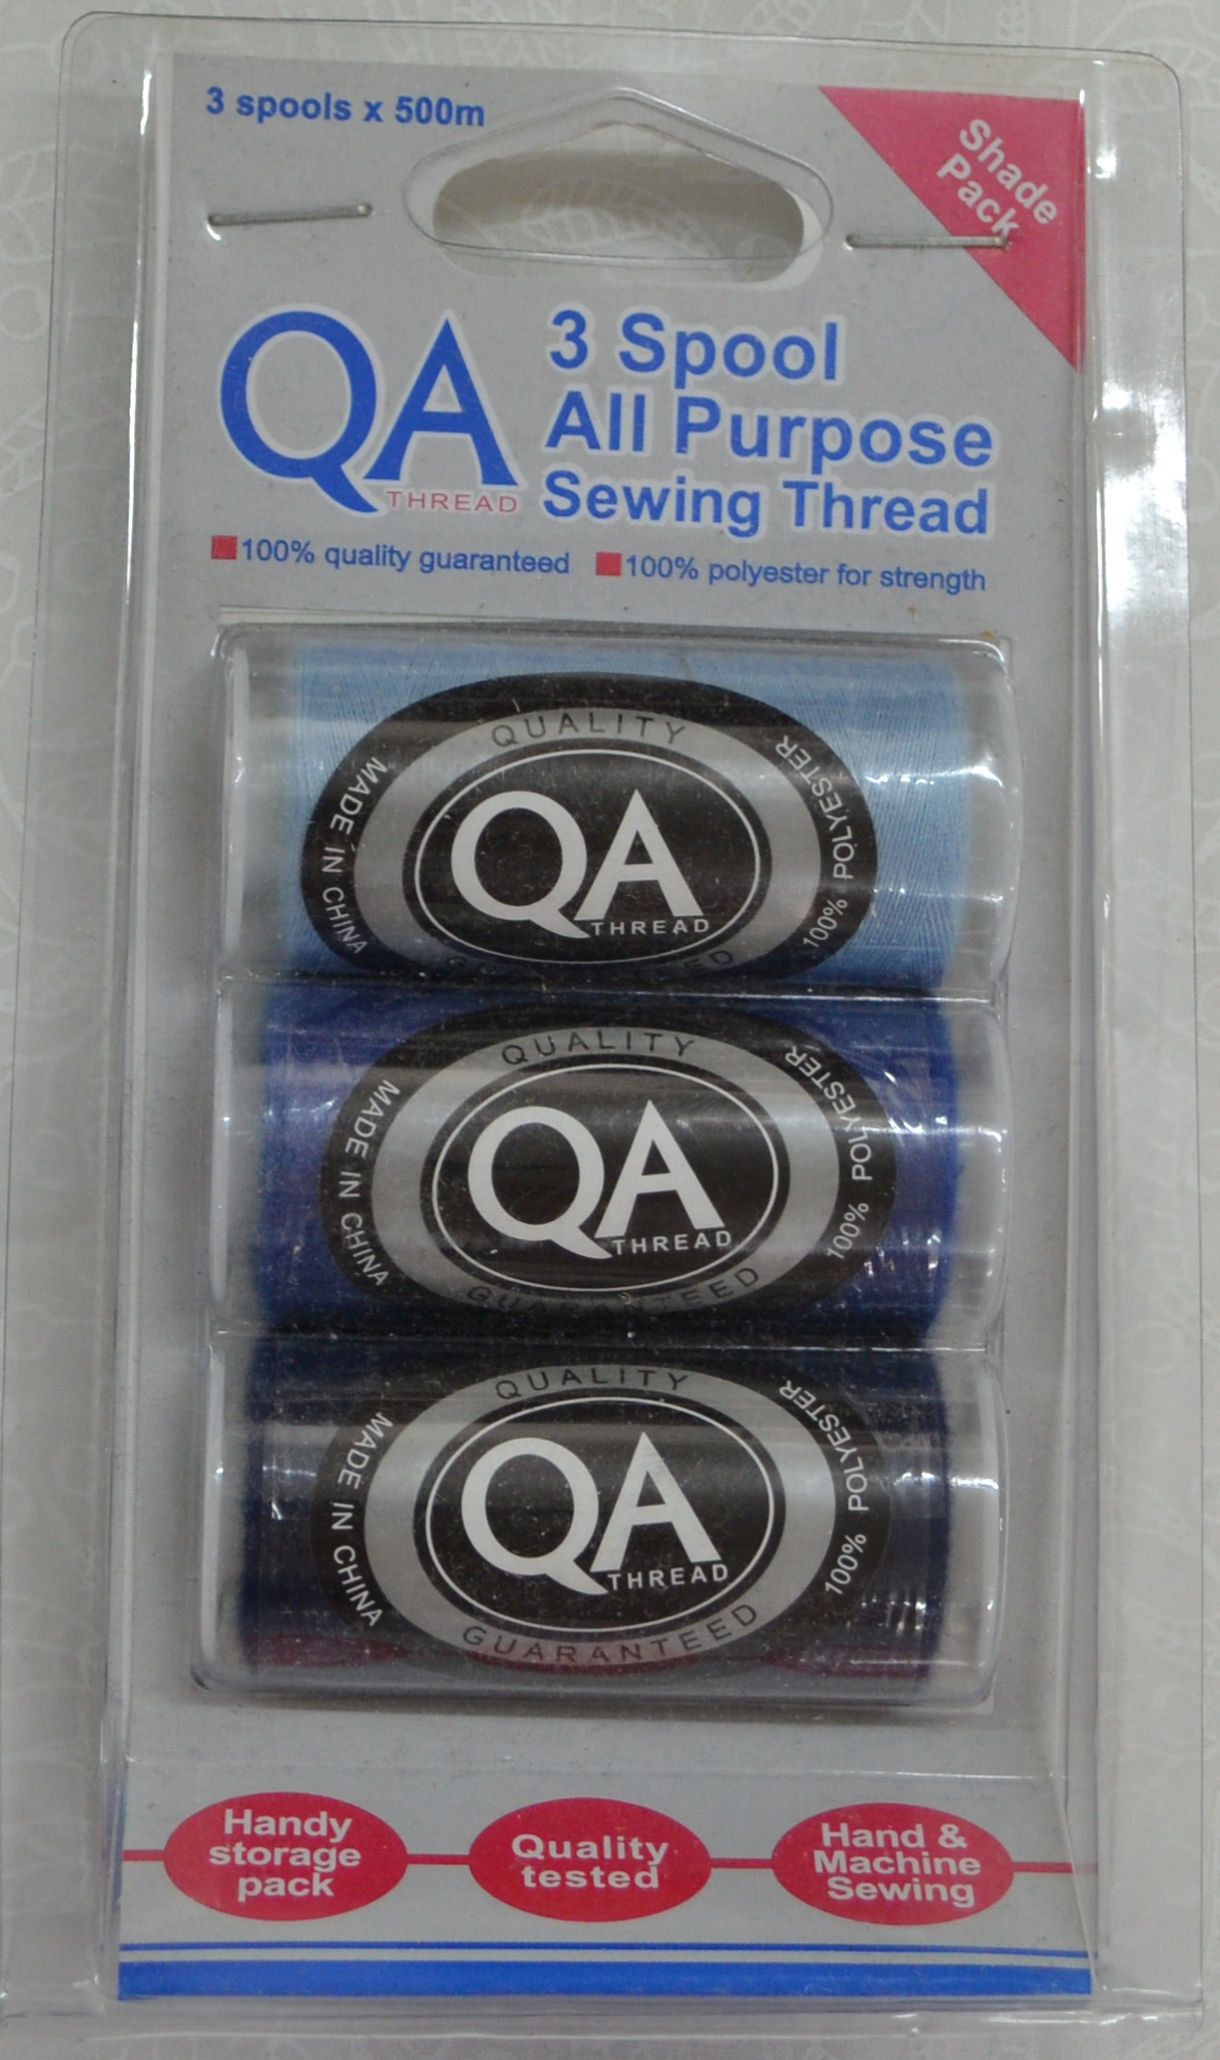 3 spools x 500m
Shade
Pack
QA
THREAD
3 Spool
All Purpose
Sewing Thread
100% quality guaranteed
100% polyester for strength
QUALITY
MADE IN CHINA
QA
THREAD
100% POLYESTER
QUALITY
MADE IN CHINA
QA
THREAD
100% POLYESTER
GUARANTEED
QUALITY
MADE IN CHINA
QA
THREAD
100% POLYESTER
GUARANTEED
Handy
storage
pack
Quality
tested
Hand &
Machine
Sewing